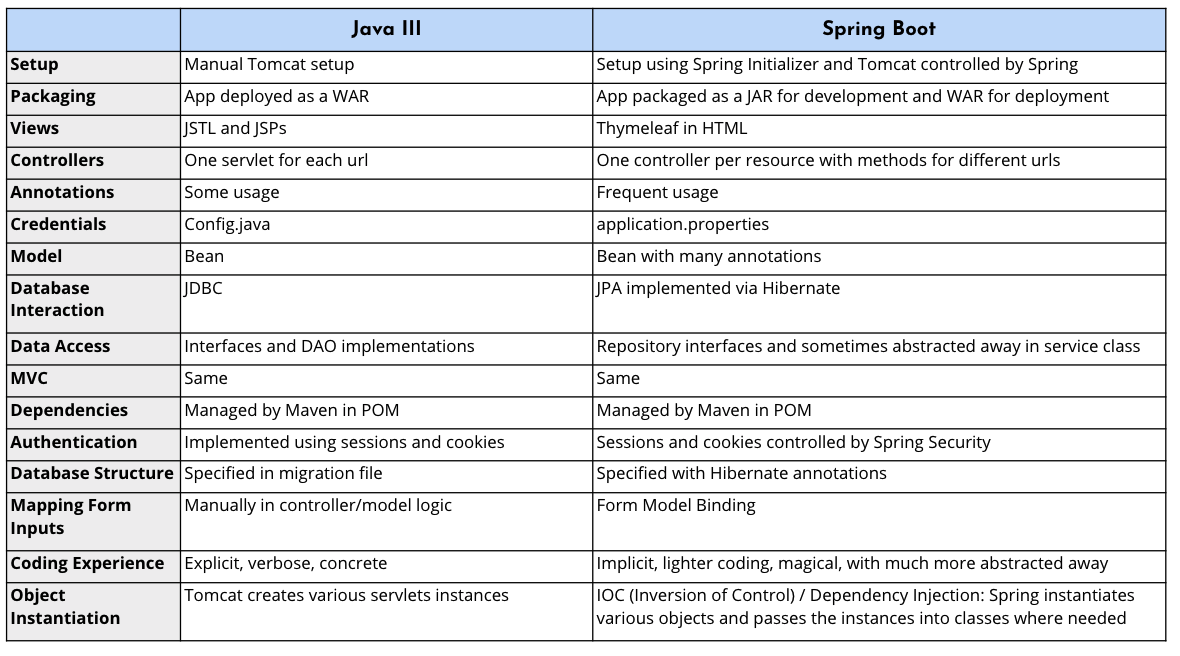 Java III Spring Boot
Setup Manual Tomcat setup Setup using Spring Initializer and Tomcat controlled by Spring
Packaging App deployed as a WAR App packaged as a JAR for development and WAR for deployment
Views JSTL and JSPs Thymeleaf in HTML
Controllers One servlet for each url One controller per resource with methods for different urls
Annotations Some usage Frequent usage
Credentials Config.java application.properties
Model Bean Bean with many annotations
Database JDBC JPA implemented via Hibernate
Interaction
Data Access Interfaces and DAO implementations Repository interfaces and sometimes abstracted away in service class
MVC Same Same
Dependencies Managed by Maven in POM Managed by Maven in POM
Authentication Implemented using sessions and cookies Sessions and cookies controlled by Spring Security
Database Structure Specified in migration file Specified with Hibernate annotations
Mapping Form Manually in controller/model logic Form Model Binding
Inputs
Coding Experience Explicit, verbose, concrete Implicit, lighter coding, magical, with much more abstracted away
Object Tomcat creates various servlets instances IOC (Inversion of Control) / Dependency Injection: Spring instantiates
Instantiation various objects and passes the instances into classes where needed